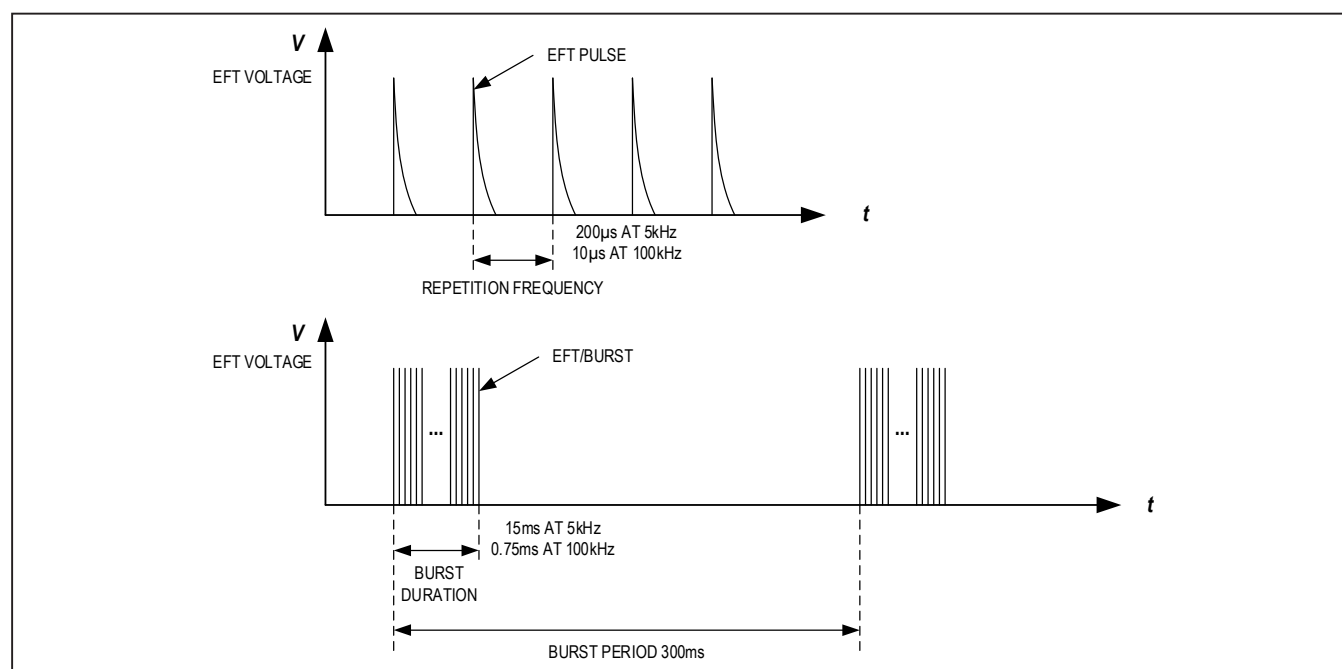 V
EFT VOLTAGE
EFT PULSE
t
200µs AT 5kHz
10µs AT 100kHz
REPETITION FREQUENCY
V
EFT VOLTAGE
EFT/BURST
...
...
t
15ms AT 5kHz
0.75ms AT 100kHz
BURST
DURATION
BURST PERIOD 300ms